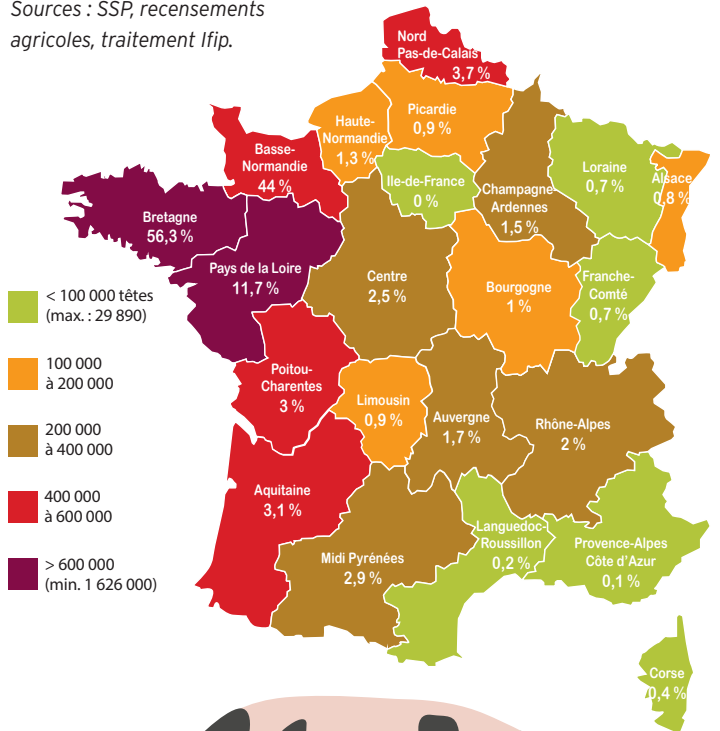 Sources : SSP, recensements
agricoles, traitement Ifip.
Nord
Pas-de-Calais
3,7 %
Picardie
0,9 %
Haute-
Normandie
1,3 %
Basse-
Normandie
44 %
Ile-de-France
0 %
Champagne
Ardennes
1,5 %
Loraine
0,7 %
Alsace
0,8 %
Bretagne
56,3 %
Pays de la Loire
11,7 %
Centre
2,5 %
Bourgogne
1 %
Franche-
Comté
0,7 %
< 100 000 têtes
(max. : 29 890)
100 000
à 200 000
200 000
à 400 000
400 000
à 600 000
> 600 000
(min. 1 626 000)
Poitou-
Charentes
3 %
Limousin
0,9 %
Auvergne
1,7 %
Rhône-Alpes
2 %
Aquitaine
3,1 %
Midi Pyrénées
2,9 %
Languedoc-
Roussillon
0,2 %
Provence-Alpes
Côte d'Azur
0,1 %
Corse
0,4 %